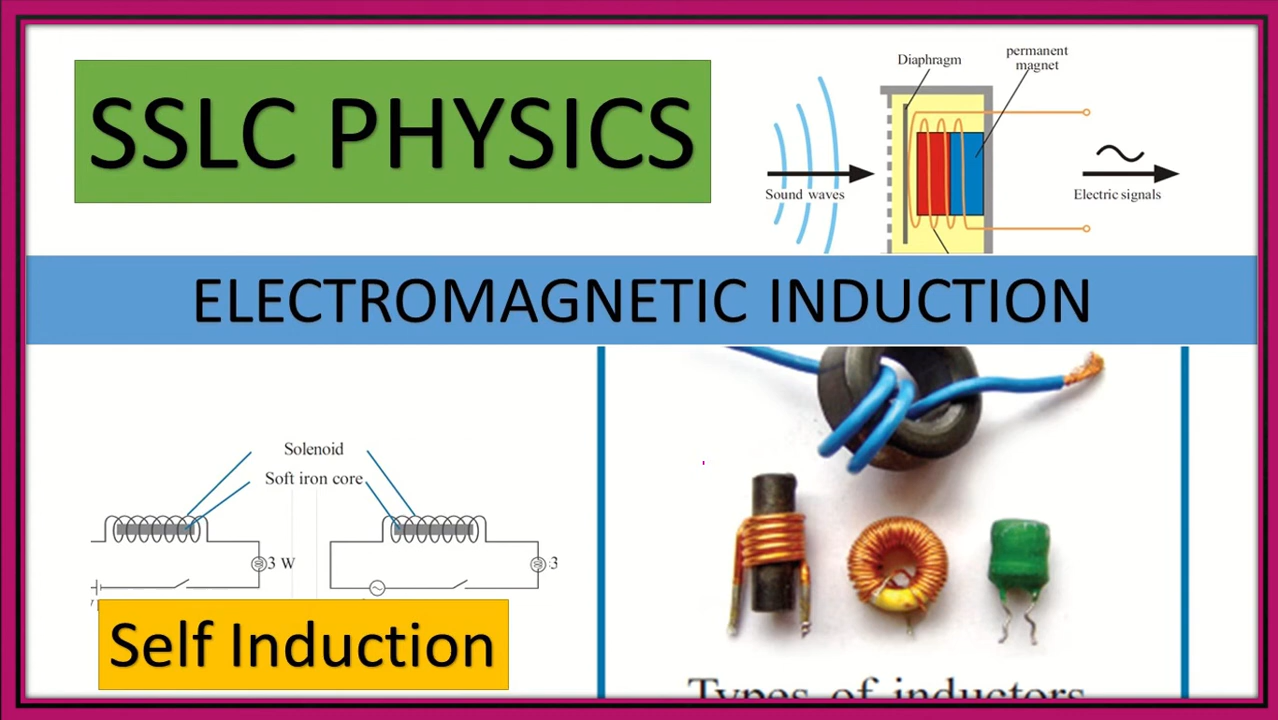 SSLC PHYSICS
Diaphragm
permanent
magnet
Sound waves
Electric signals
ELECTROMAGNETIC INDUCTION
Solenoid
Soft iron core
3 W
3
Self Induction
Types of inductors